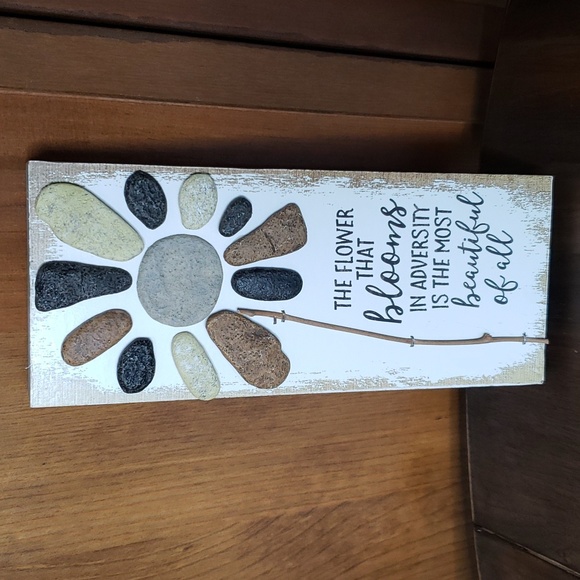 THE FLOWER
THAT
blooms
IN ADVERSITY
IS THE MOST
beautiful
of all